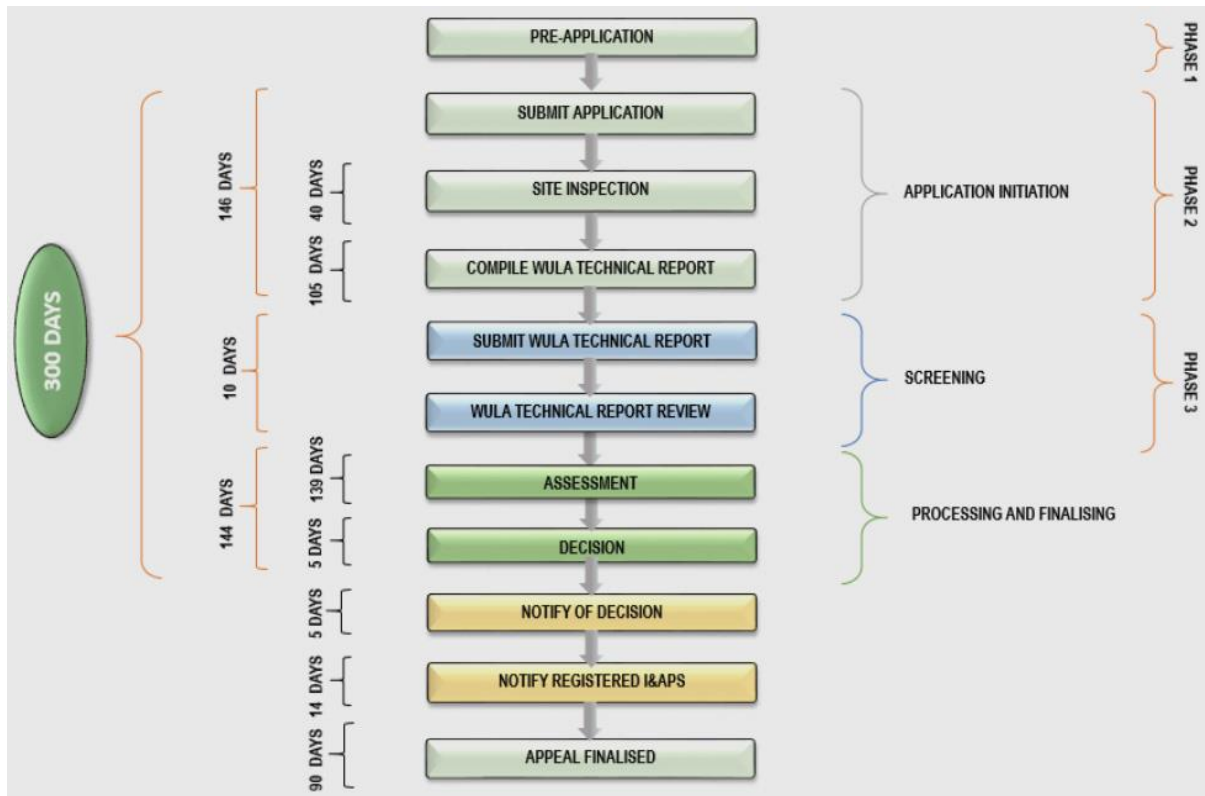 PRE-APPLICATION
PHASE 1
SUBMIT APPLICATION
SITE INSPECTION
COMPILE WULA TECHNICAL REPORT
40 DAYS
105 DAYS
146 DAYS
APPLICATION INITIATION
PHASE 2
300 DAYS
SUBMIT WULA TECHNICAL REPORT
WULA TECHNICAL REPORT REVIEW
10 DAYS
SCREENING
PHASE 3
ASSESSMENT
DECISION
139 DAYS
5 DAYS
144 DAYS
PROCESSING AND FINALISING
NOTIFY OF DECISION
5 DAYS
NOTIFY REGISTERED I&APS
14 DAYS
APPEAL FINALISED
90 DAYS